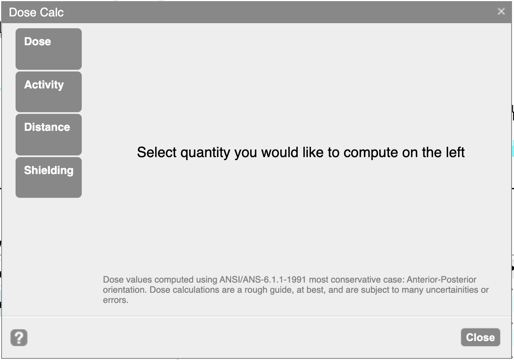 Dose Calc
×
Dose
Activity
Distance
Shielding
Select quantity you would like to compute on the left
Dose values computed using ANSI/ANS-6.1.1-1991 most conservative case: Anterior-Posterior
orientation. Dose calculations are a rough guide, at best, and are subject to many uncertainities or
errors.
?
Close